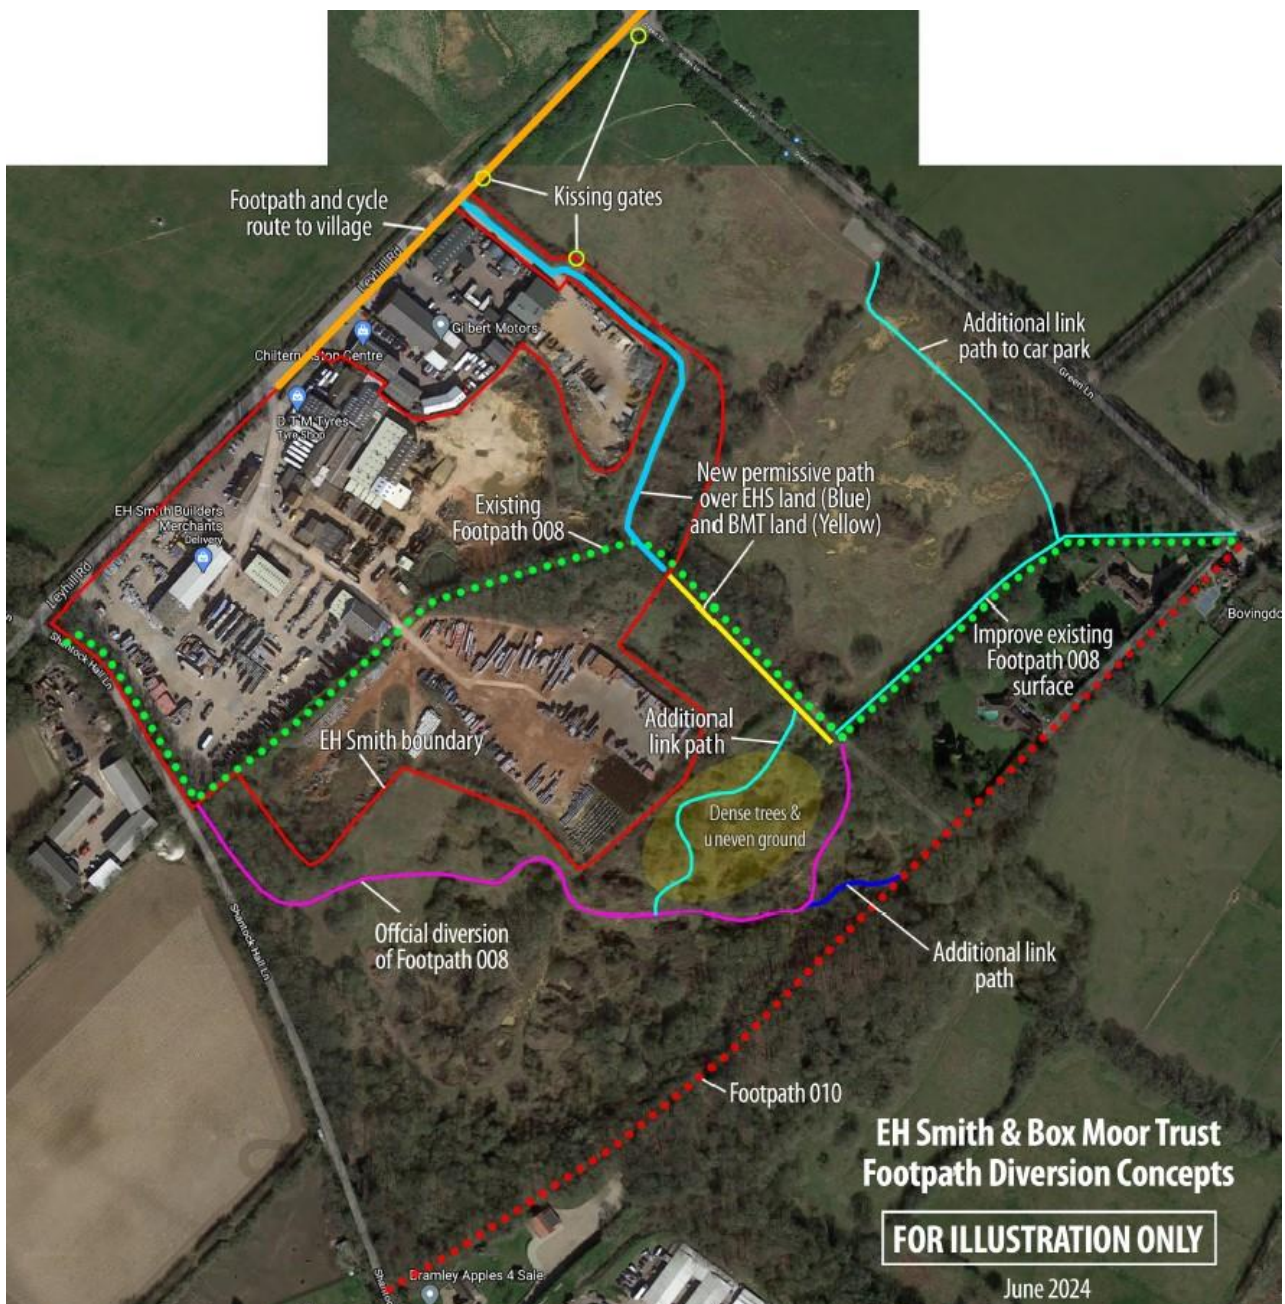 Green Ln
Green Ln
Footpath and cycle
route to village
Kissing gates
Leyhill Rd
Gilbert Motors
Additional link
path to car park
Green Ln
D T M Tyres
Tyre Shop
New permissive path
over EHS land (Blue)
and BMT land (Yellow)
Existing
Footpath 008
EH Smith Builders
Merchants
Delivery
Leyhill Rd
Shantock Hall Ln
Improve existing
Footpath 008
surface
Additional
link path
EH Smith boundary
Dense trees &
uneven ground
Shantock Hall Ln
Offcial diversion
of Footpath 008
Additional link
path
Footpath 010
EH Smith & Box Moor Trust
Footpath Diversion Concepts
FOR ILLUSTRATION ONLY
June 2024
Bramley Apples 4 Sale